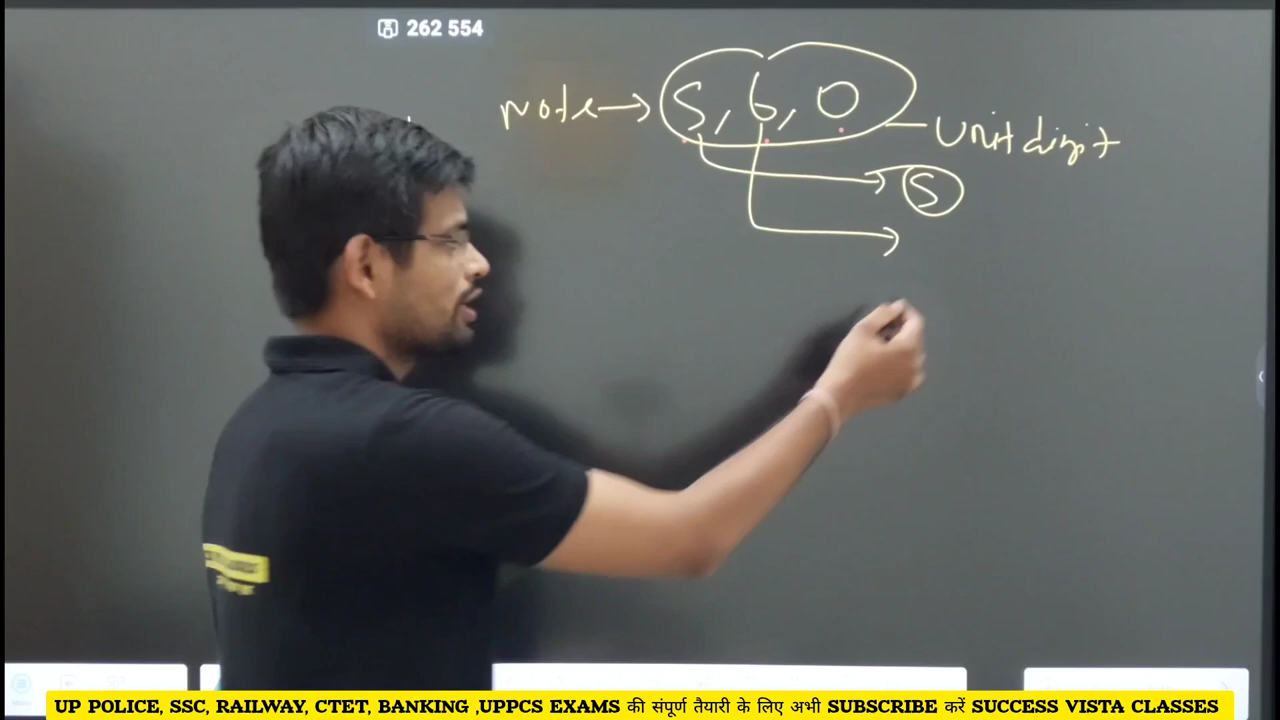 262 554
Note → 5, 6, 0 — Unit digit
5
UP POLICE, SSC, RAILWAY, CTET, BANKING ,UPPCS EXAMS की संपूर्ण तैयारी के लिए अभी SUBSCRIBE करें SUCCESS VISTA CLASSES